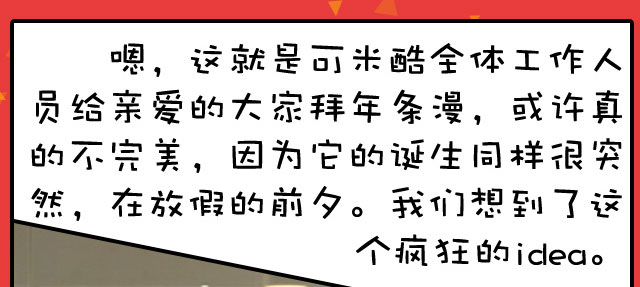 嗯，这就是可米酷全体工作人
员给亲爱的大家拜年条漫，或许真
的不完美，因为它的诞生同样很突
然，在放假的前夕。我们想到了这
个疯狂的idea。